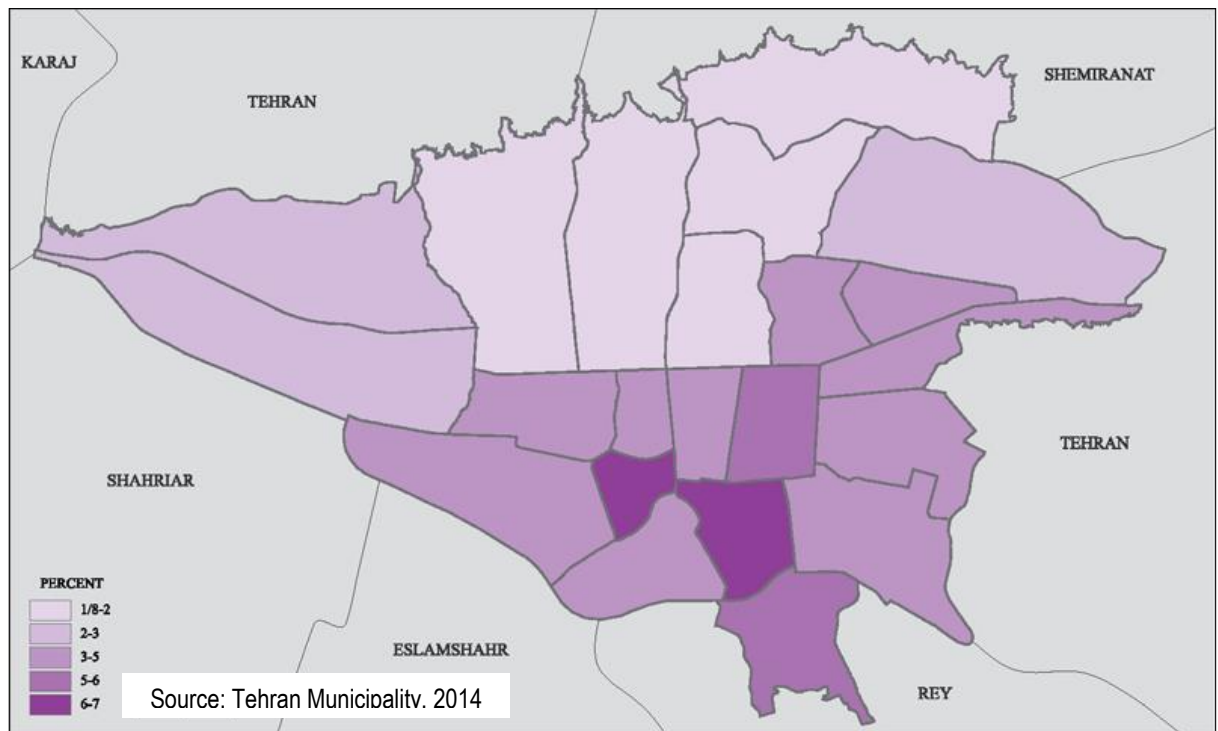 KARAJ
SHEMIRANAT
TEHRAN
TEHRAN
SHAHRIAR
PERCENT
1/8-2
2-3
3-5
5-6
6-7
ESLAMSHAHR
REY
Source: Tehran Municipality. 2014